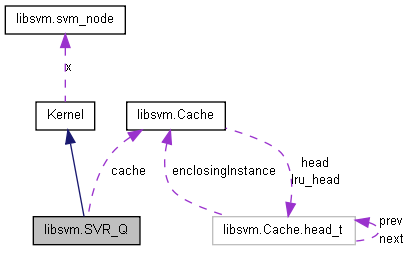 libsvm.svm_node
x
Kernel
libsvm.Cache
cache
enclosingInstance
head
lru_head
libsvm.SVR_Q
libsvm.Cache.head_t
prev
next